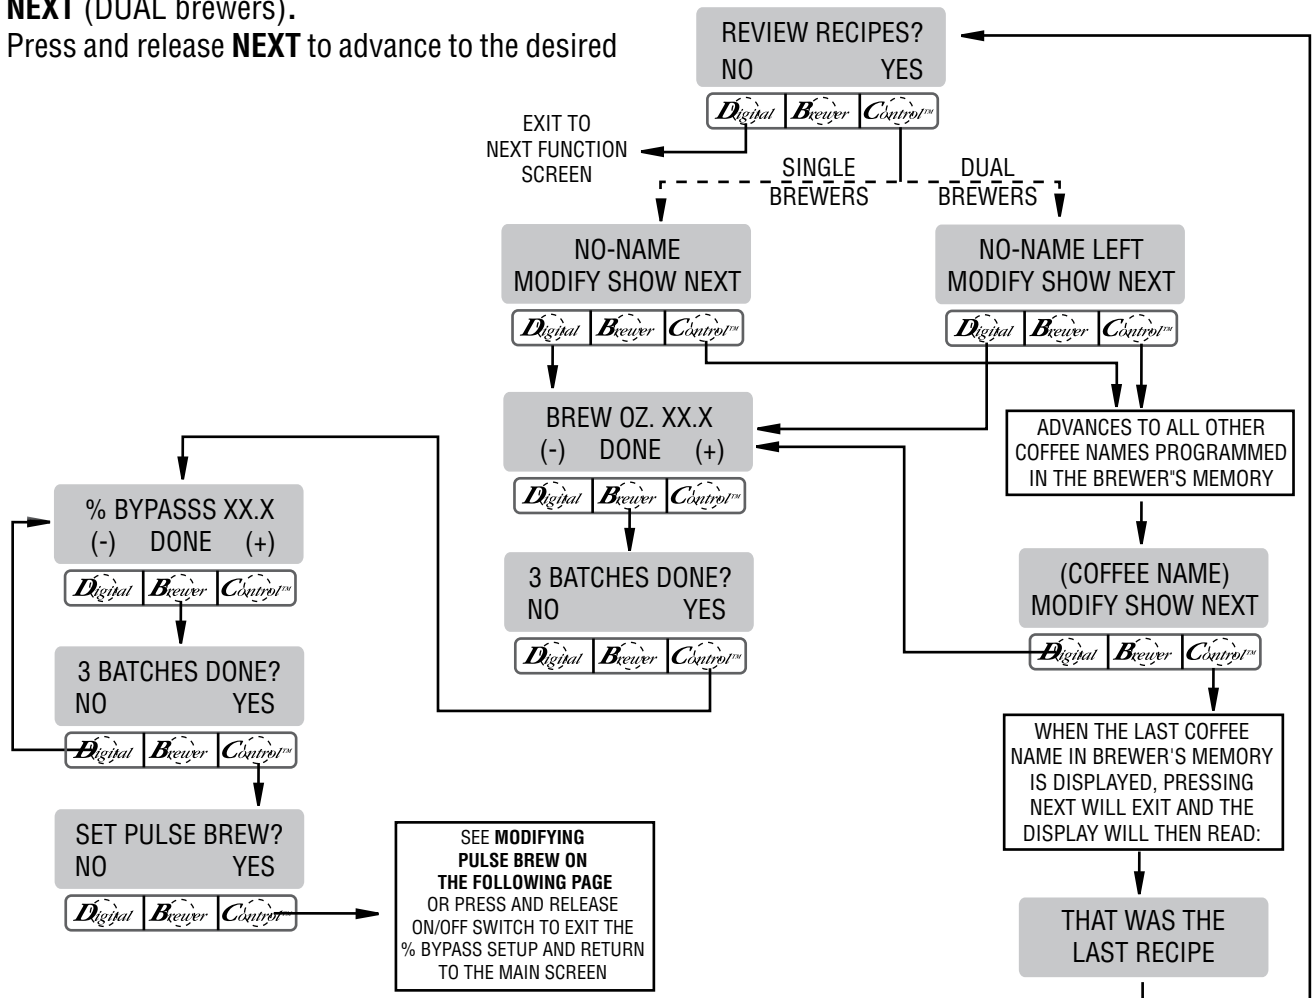 NEXT (DUAL brewers).
Press and release NEXT to advance to the desired
REVIEW RECIPES?
NO YES
Digital Brewer Control™
EXIT TO
NEXT FUNCTION
SCREEN
SINGLE
BREWERS
DUAL
BREWERS
NO-NAME
MODIFY SHOW NEXT
Digital Brewer Control™
NO-NAME LEFT
MODIFY SHOW NEXT
Digital Brewer Control™
BREW OZ. XX.X
(-) DONE (+)
Digital Brewer Control™
ADVANCES TO ALL OTHER
COFFEE NAMES PROGRAMMED
IN THE BREWER"S MEMORY
% BYPASSS XX.X
(-) DONE (+)
Digital Brewer Control™
3 BATCHES DONE?
NO YES
Digital Brewer Control™
(COFFEE NAME)
MODIFY SHOW NEXT
Digital Brewer Control™
3 BATCHES DONE?
NO YES
Digital Brewer Control™
WHEN THE LAST COFFEE
NAME IN BREWER'S MEMORY
IS DISPLAYED, PRESSING
NEXT WILL EXIT AND THE
DISPLAY WILL THEN READ:
SET PULSE BREW?
NO YES
Digital Brewer Control™
SEE MODIFYING
PULSE BREW ON
THE FOLLOWING PAGE
OR PRESS AND RELEASE
ON/OFF SWITCH TO EXIT THE
% BYPASS SETUP AND RETURN
TO THE MAIN SCREEN
THAT WAS THE
LAST RECIPE